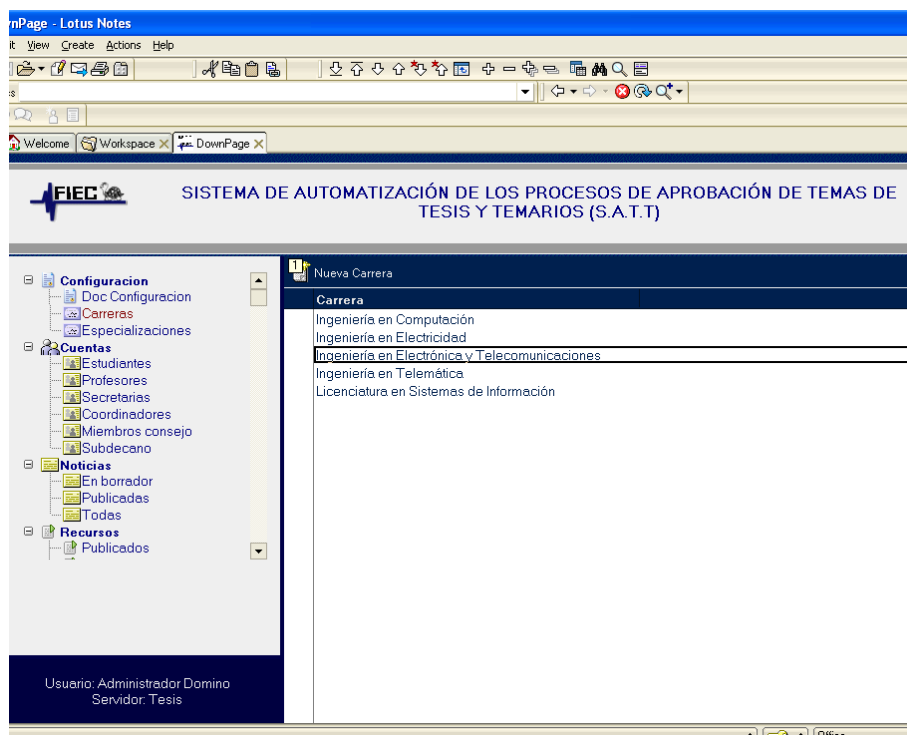 nPage - Lotus Notes
it View Create Actions Help
Welcome Workspace DownPage
FIEC
SISTEMA DE AUTOMATIZACIÓN DE LOS PROCESOS DE APROBACIÓN DE TEMAS DE
TESIS Y TEMARIOS (S.A.T.T)
Configuracion
Doc Configuracion
Carreras
Especializaciones
Cuentas
Estudiantes
Profesores
Secretarias
Coordinadores
Miembros consejo
Subdecano
Noticias
En borrador
Publicadas
Todas
Recursos
Publicados
Usuario: Administrador Domino
Servidor: Tesis
1 Nueva Carrera
Carrera
Ingeniería en Computación
Ingeniería en Electricidad
Ingeniería en Electrónica y Telecomunicaciones
Ingeniería en Telemática
Licenciatura en Sistemas de Información